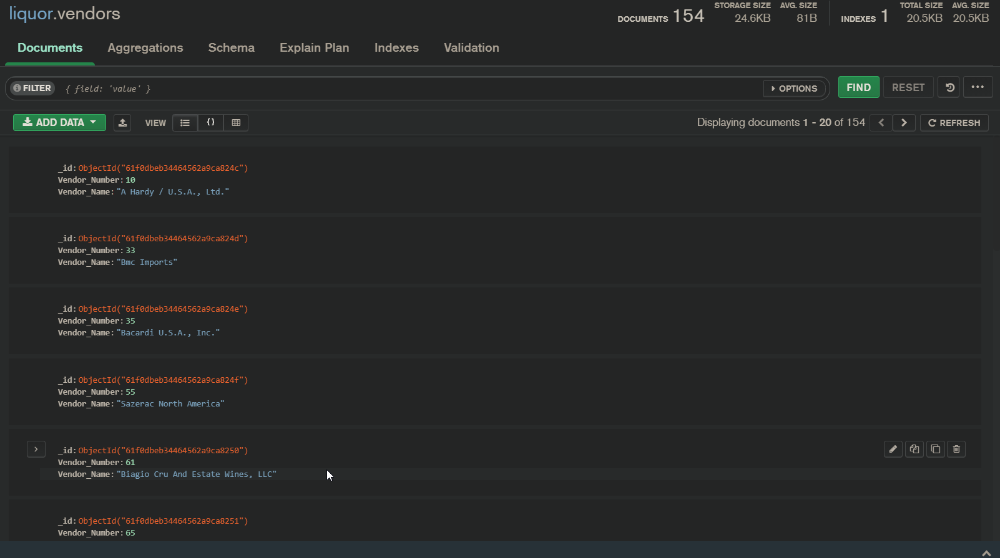 liquor.vendors
DOCUMENTS 154 STORAGE SIZE 24.6KB AVG. SIZE 81B INDEXES 1 TOTAL SIZE 20.5KB AVG. SIZE 20.5KB
Documents Aggregations Schema Explain Plan Indexes Validation
FILTER { field: 'value' } OPTIONS FIND RESET
ADD DATA VIEW {} Displaying documents 1 - 20 of 154 REFRESH
_id: ObjectId("61f0dbeb34464562a9ca824c")
Vendor_Number: 10
Vendor_Name: "A Hardy / U.S.A., Ltd."
_id: ObjectId("61f0dbeb34464562a9ca824d")
Vendor_Number: 33
Vendor_Name: "Bmc Imports"
_id: ObjectId("61f0dbeb34464562a9ca824e")
Vendor_Number: 35
Vendor_Name: "Bacardi U.S.A., Inc."
_id: ObjectId("61f0dbeb34464562a9ca824f")
Vendor_Number: 55
Vendor_Name: "Sazerac North America"
_id: ObjectId("61f0dbeb34464562a9ca8250")
Vendor_Number: 61
Vendor_Name: "Biagio Cru And Estate Wines, LLC"
_id: ObjectId("61f0dbeb34464562a9ca8251")
Vendor_Number: 65